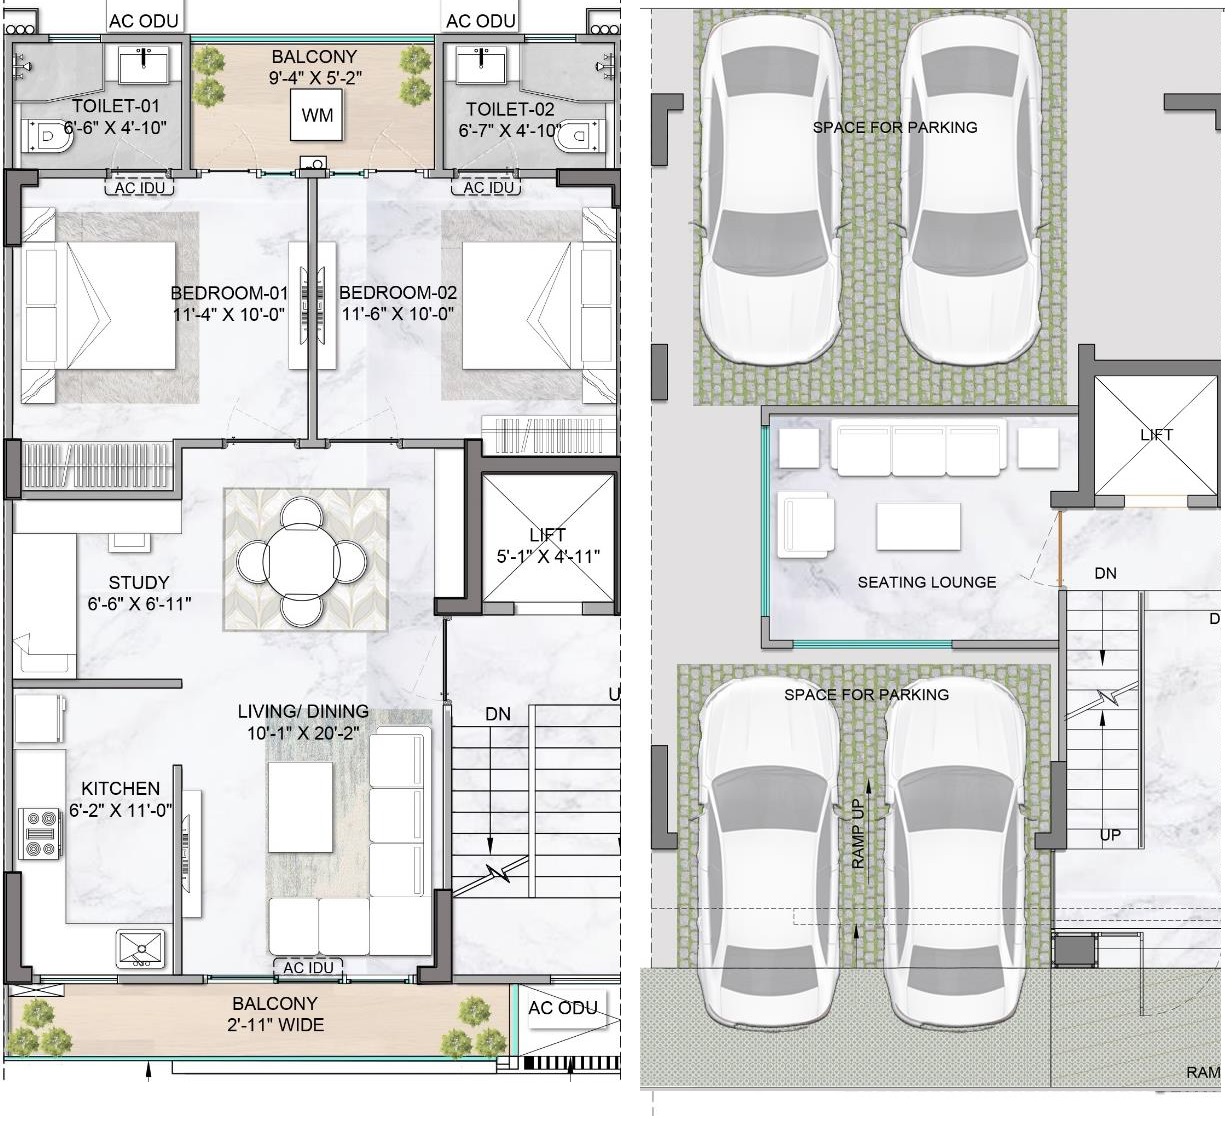 AC ODU
AC ODU
BALCONY
9'-4" X 5'-2"
WM
TOILET-01
6'-6" X 4'-10"
TOILET-02
6'-7" X 4'-10"
AC IDU
AC IDU
BEDROOM-01
11'-4" X 10'-0"
BEDROOM-02
11'-6" X 10'-0"
LIFT
5'-1" X 4'-11"
STUDY
6'-6" X 6'-11"
LIVING/ DINING
10'-1" X 20'-2"
DN
U
KITCHEN
6'-2" X 11'-0"
AC IDU
BALCONY
2'-11" WIDE
AC ODU
SPACE FOR PARKING
LIFT
SEATING LOUNGE
DN
D
SPACE FOR PARKING
RAMP UP
UP
RAM